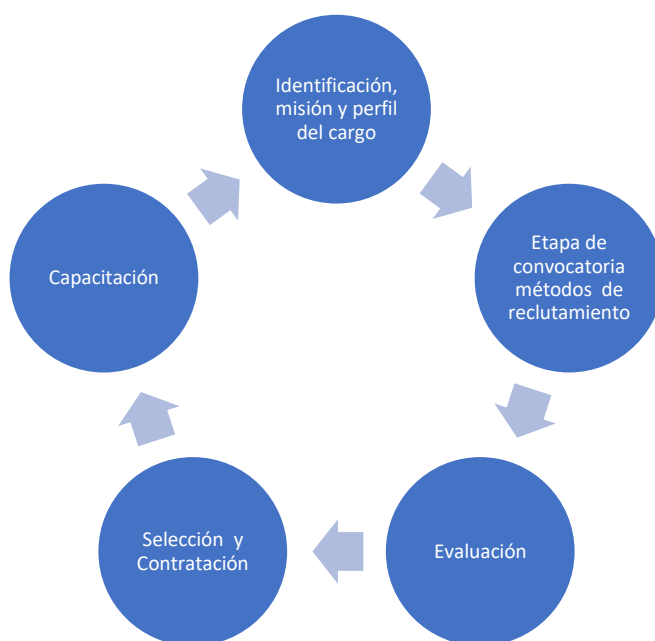 Identificación,
misión y perfil
del cargo
Etapa de
convocatoria
métodos  de
reclutamiento
Evaluación
Selección  y
Contratación
Capacitación